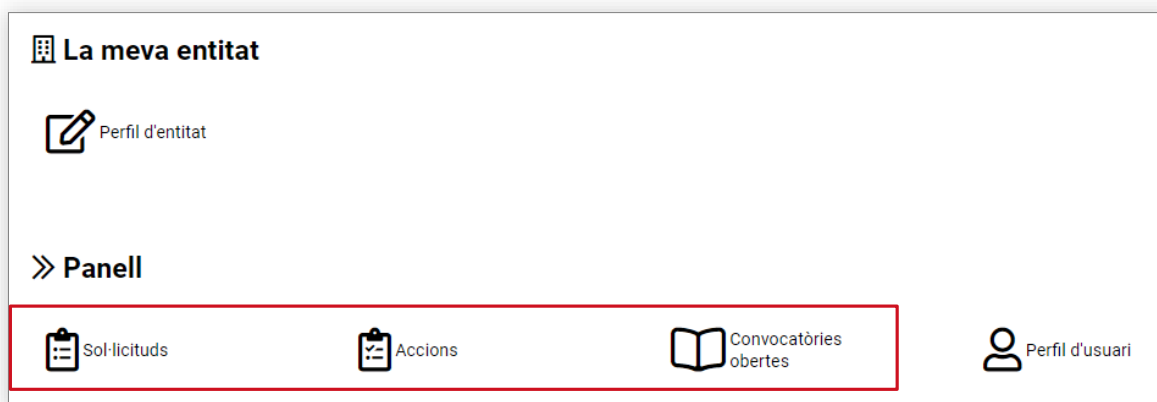 La meva entitat
Perfil d'entitat
Panell
Sol·licituds
Accions
Convocatòries
obertes
Perfil d'usuari